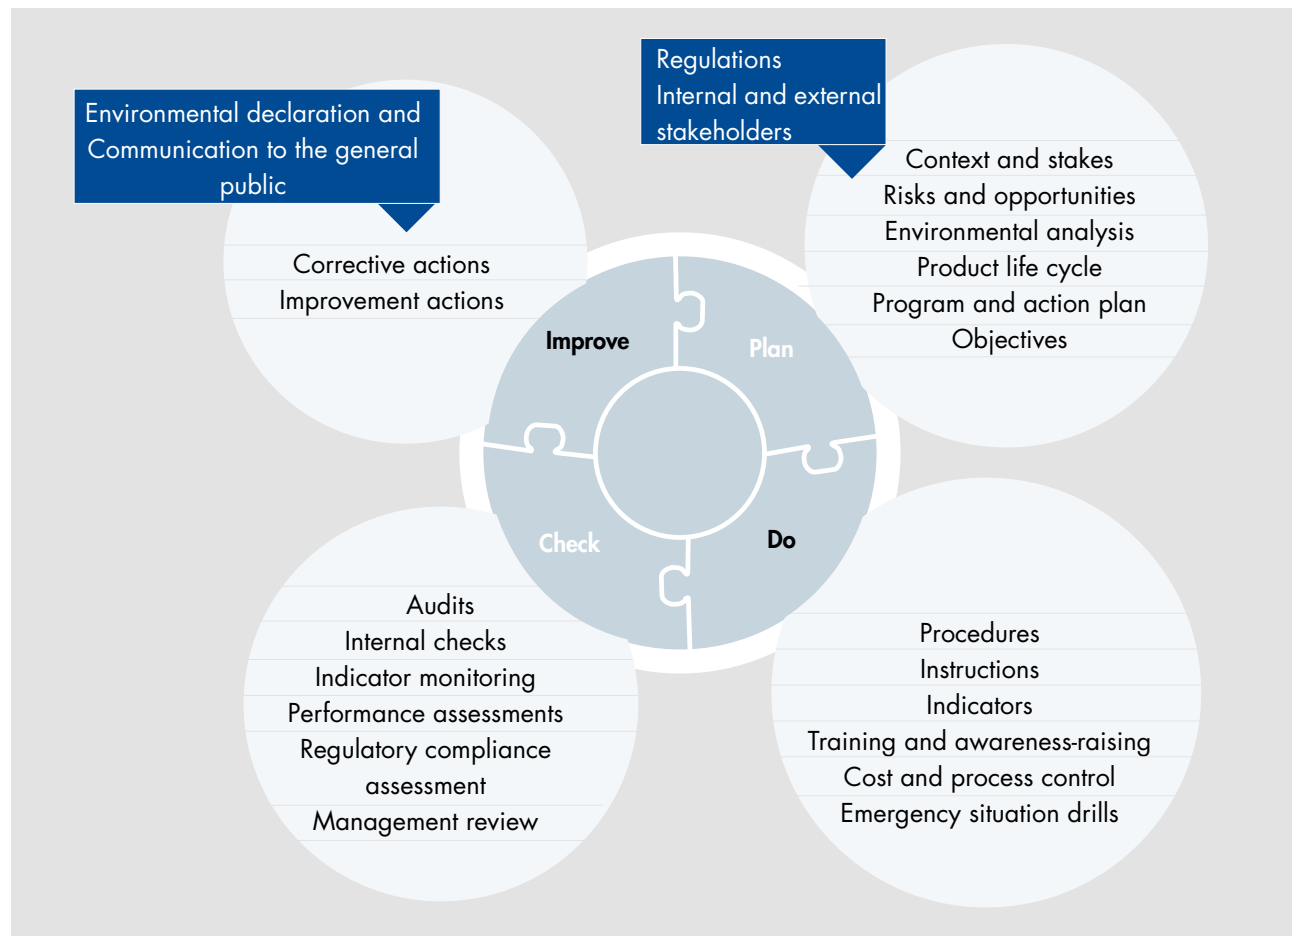 Environmental declaration and
Communication to the general
public
Corrective actions
Improvement actions
Regulations
Internal and external
stakeholders
Context and stakes
Risks and opportunities
Environmental analysis
Product life cycle
Program and action plan
Objectives
Improve
Plan
Check
Do
Audits
Internal checks
Indicator monitoring
Performance assessments
Regulatory compliance
assessment
Management review
Procedures
Instructions
Indicators
Training and awareness-raising
Cost and process control
Emergency situation drills